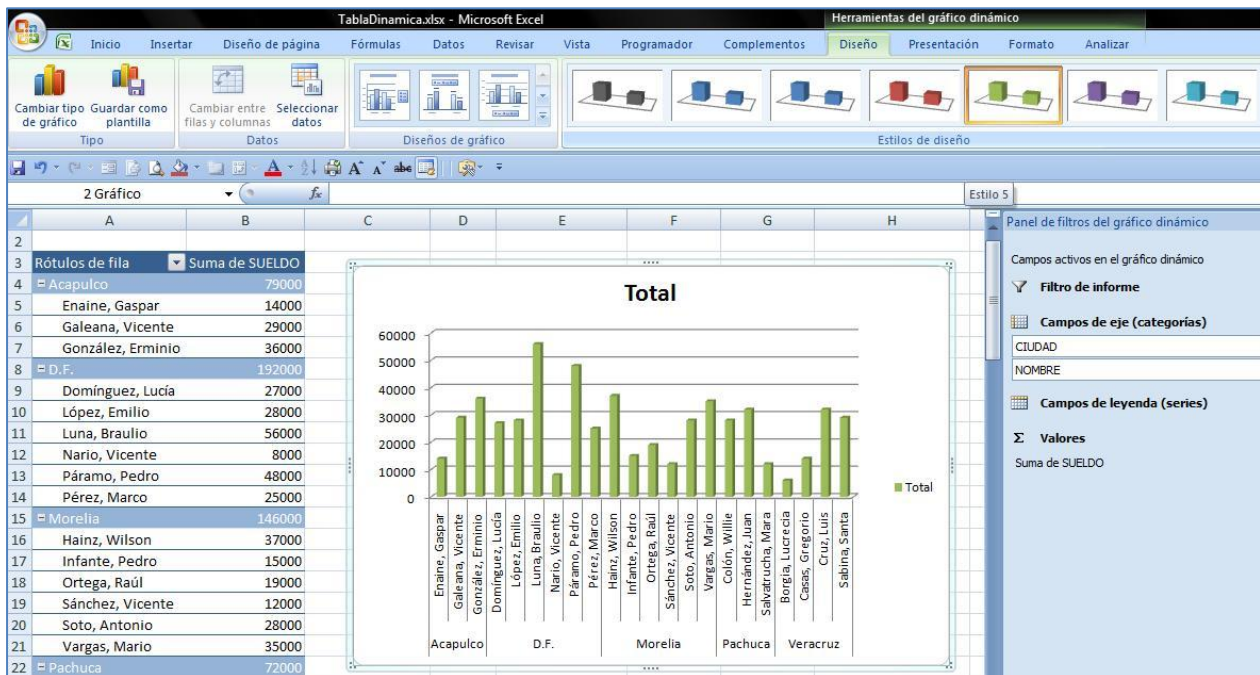 TablaDinamica.xlsx - Microsoft Excel
Herramientas del gráfico dinámico
Inicio Insertar Diseño de página Fórmulas Datos Revisar Vista Programador Complementos Diseño Presentación Formato Analizar
Cambiar tipo de gráfico
Guardar como plantilla
Cambiar entre filas y columnas
Seleccionar datos
Tipo Datos Diseños de gráfico Estilos de diseño
2 Gráfico fx
Estilo 5
A B C D E F G H
2
3 Rótulos de fila Suma de SUELDO
4 Acapulco 79000
5 Enaine, Gaspar 14000
6 Galeana, Vicente 29000
7 González, Erminio 36000
8 D.F. 192000
9 Domínguez, Lucía 27000
10 López, Emilio 28000
11 Luna, Braulio 56000
12 Nario, Vicente 8000
13 Páramo, Pedro 48000
14 Pérez, Marco 25000
15 Morelia 146000
16 Hainz, Wilson 37000
17 Infante, Pedro 15000
18 Ortega, Raúl 19000
19 Sánchez, Vicente 12000
20 Soto, Antonio 28000
21 Vargas, Mario 35000
22 Pachuca 72000
Total
60000
50000
40000
30000
20000
10000
0
Enaine, Gaspar
Galeana, Vicente
González, Erminio
Domínguez, Lucía
López, Emilio
Luna, Braulio
Nario, Vicente
Páramo, Pedro
Pérez, Marco
Hainz, Wilson
Infante, Pedro
Ortega, Raúl
Sánchez, Vicente
Soto, Antonio
Vargas, Mario
Colón, Willie
Hernández, Juan
Salvatrucha, Mara
Borgia, Lucrecia
Casas, Gregorio
Cruz, Luis
Sabina, Santa
Acapulco D.F. Morelia Pachuca Veracruz
Total
Panel de filtros del gráfico dinámico
Campos activos en el gráfico dinámico
Filtro de informe
Campos de eje (categorías)
CIUDAD
NOMBRE
Campos de leyenda (series)
Σ Valores
Suma de SUELDO